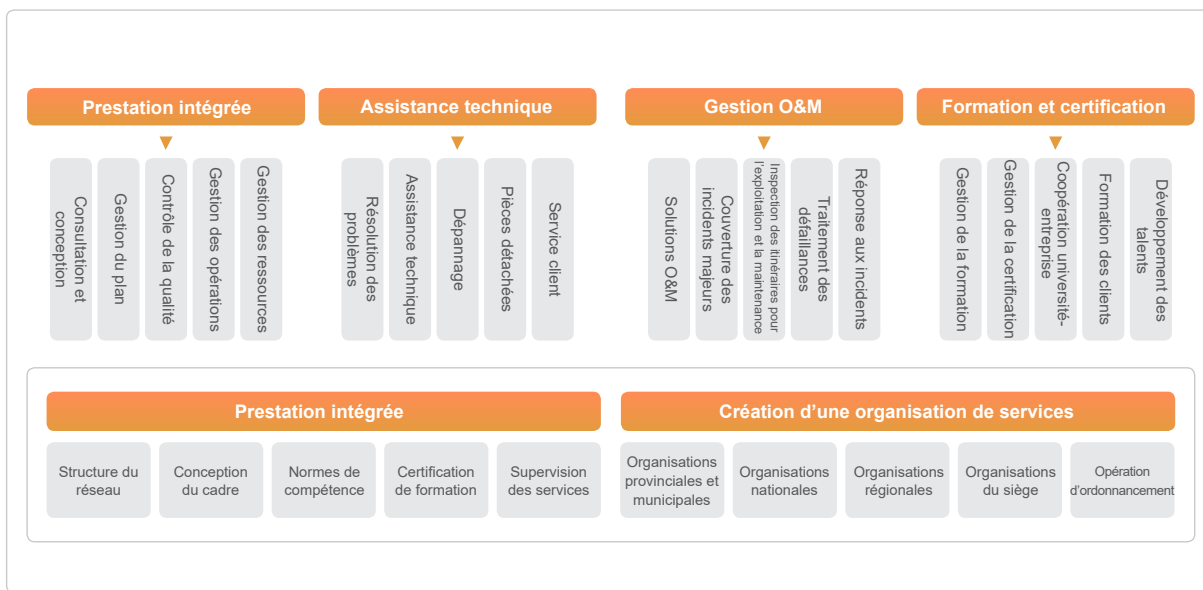 Prestation intégrée
Consultation et
conception
Gestion du plan
Contrôle de la qualité
Gestion des opérations
Gestion des ressources
Assistance technique
Résolution des
problèmes
Assistance technique
Dépannage
Pièces détachées
Service client
Gestion O&M
Solutions O&M
Couverture des
incidents majeurs
Inspection des itinéraires pour
l'exploitation et la maintenance
Traitement des
défaillances
Réponse aux incidents
Formation et certification
Gestion de la formation
Gestion de la certification
Coopération université-
entreprise
Formation des clients
Développement des
talents
Prestation intégrée
Structure du
réseau
Conception
du cadre
Normes de
compétence
Certification
de formation
Supervision
des services
Création d’une organisation de services
Organisations
provinciales et
municipales
Organisations
nationales
Organisations
régionales
Organisations
du siège
Opération
d’ordonnancement